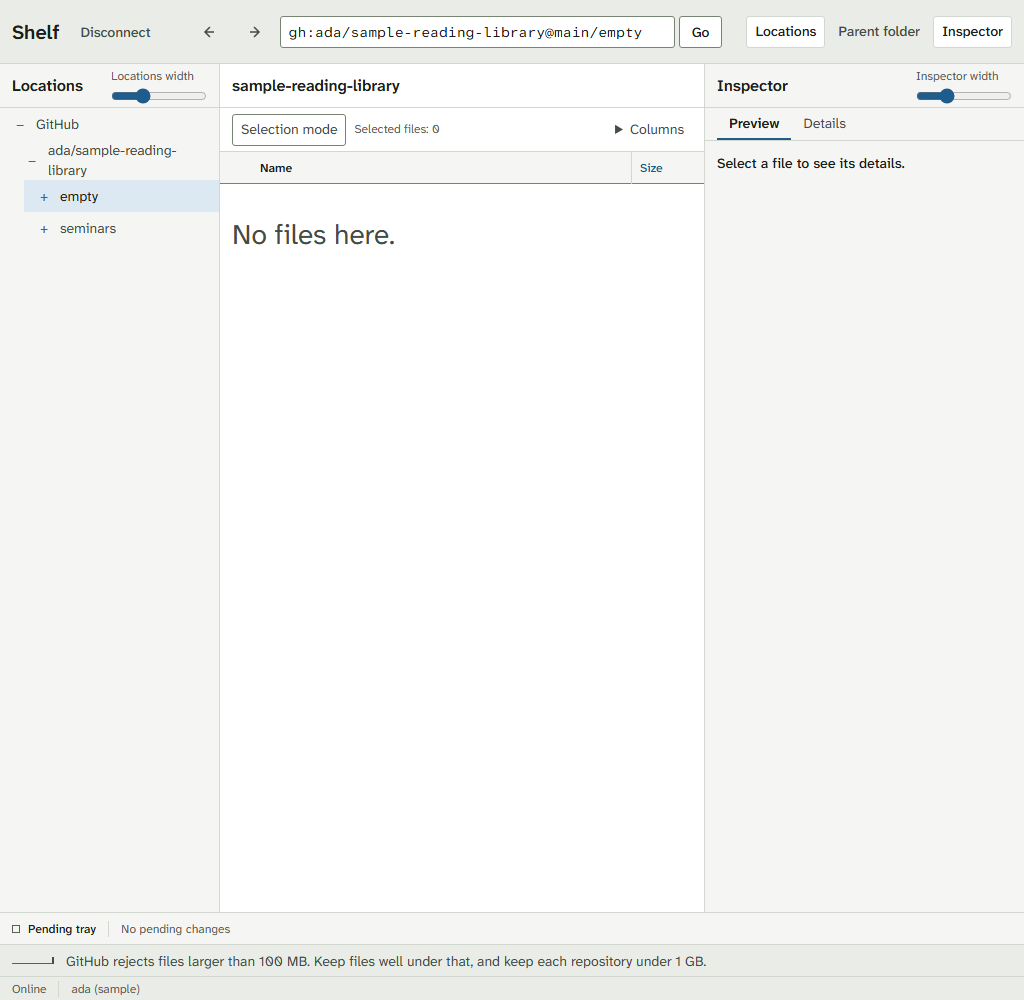 Shelf Disconnect ← → gh:ada/sample-reading-library@main/empty Go Locations Parent folder Inspector
Locations Locations width
– GitHub
– ada/sample-reading-
library
+ empty
+ seminars
sample-reading-library
Selection mode Selected files: 0 ▶ Columns
Name Size
No files here.
Inspector Inspector width
Preview Details
Select a file to see its details.
Pending tray No pending changes
GitHub rejects files larger than 100 MB. Keep files well under that, and keep each repository under 1 GB.
Online ada (sample)